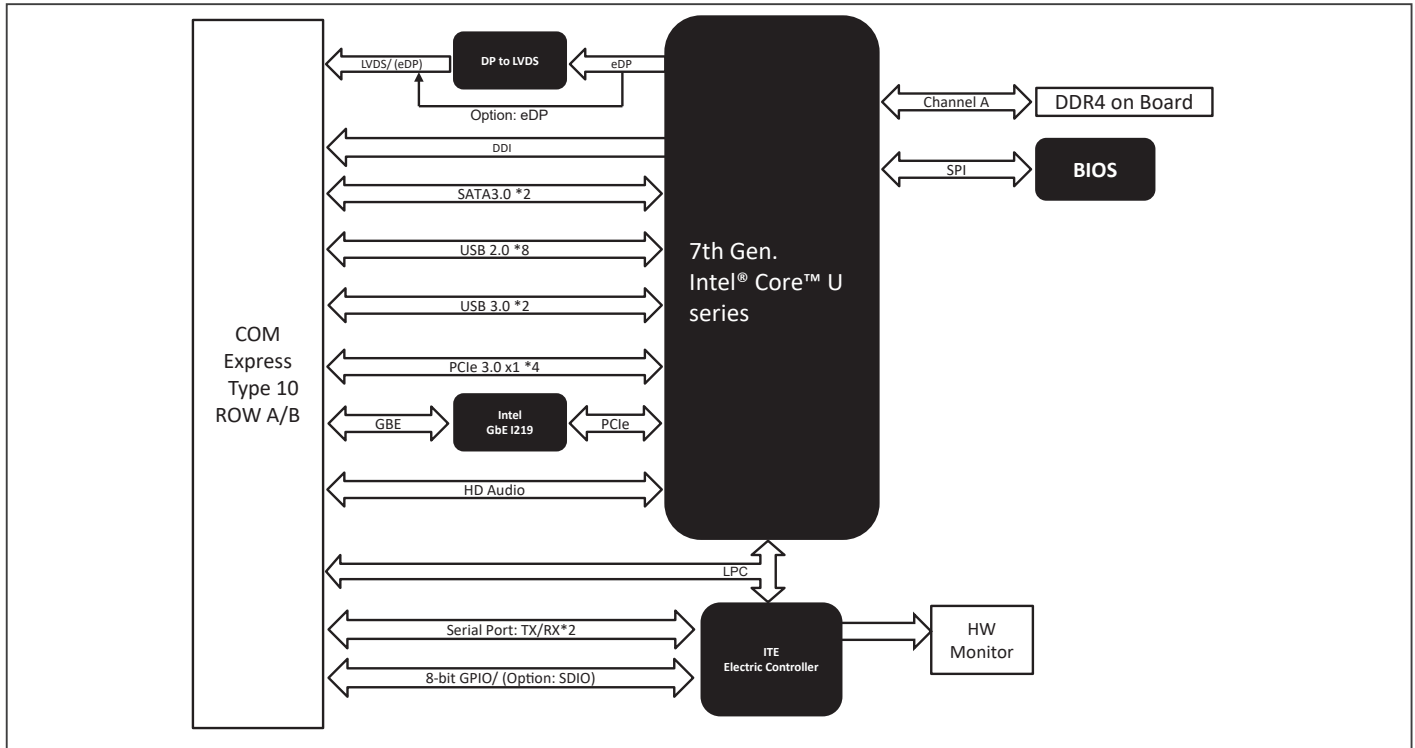 LVDS/ (eDP)
DP to LVDS
eDP
Option: eDP
DDI
SATA3.0 *2
USB 2.0 *8
USB 3.0 *2
PCIe 3.0 x1 *4
GBE
Intel
GbE I219
PCIe
HD Audio
LPC
Serial Port: TX/RX*2
8-bit GPIO/ (Option: SDIO)
COM
Express
Type 10
ROW A/B
7th Gen.
Intel® Core™ U
series
Channel A
DDR4 on Board
SPI
BIOS
ITE
Electric Controller
HW
Monitor